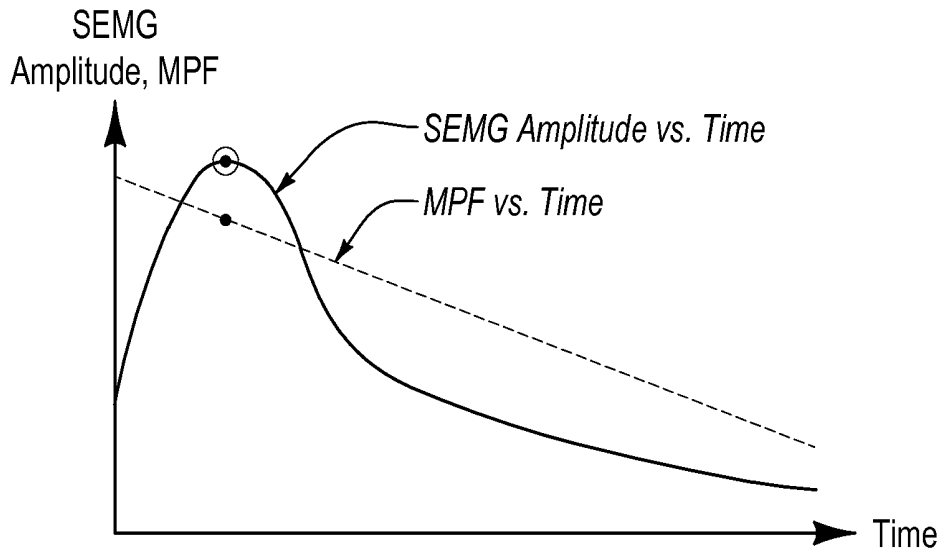 SEMG
Amplitude, MPF
SEMG Amplitude vs. Time
MPF vs. Time
Time